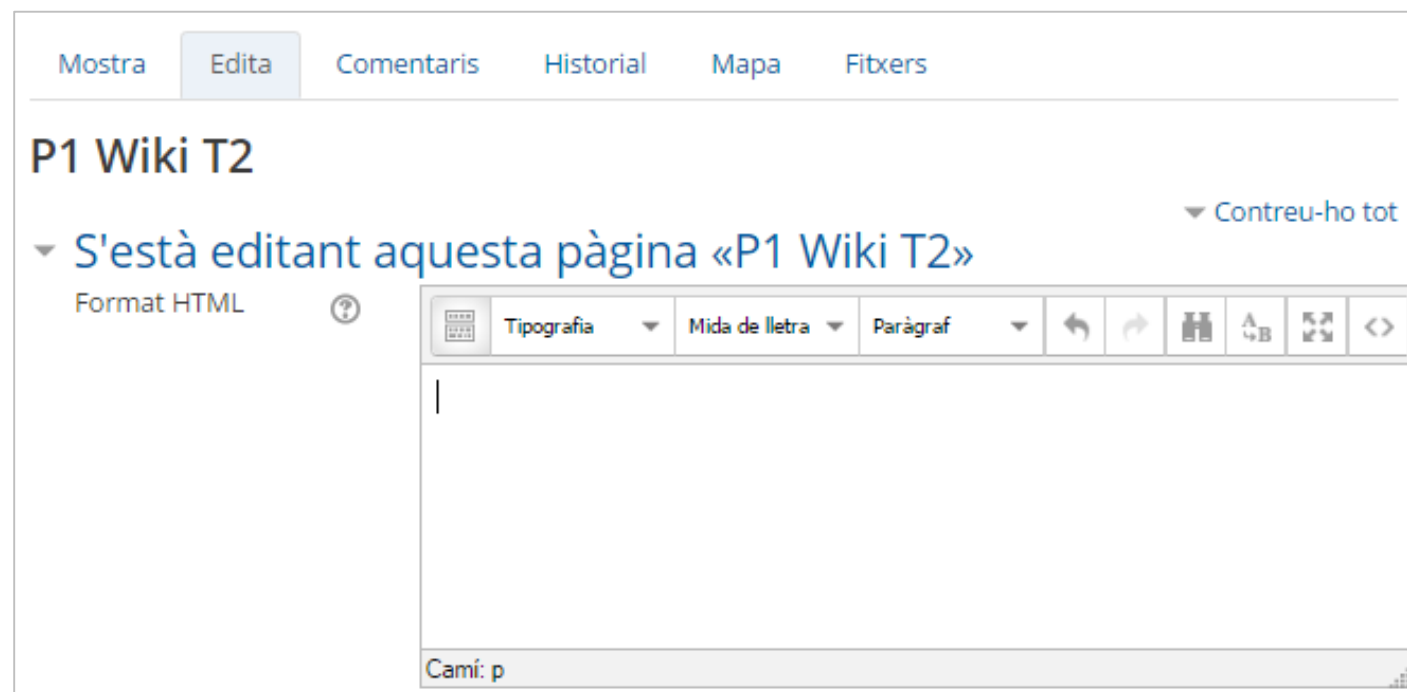 Mostra Edita Comentaris Historial Mapa Fitxers
P1 Wiki T2
Contreu-ho tot
S'està editant aquesta pàgina «P1 Wiki T2»
Format HTML
Tipografia Mida de lletra Paràgraf
Camí: p